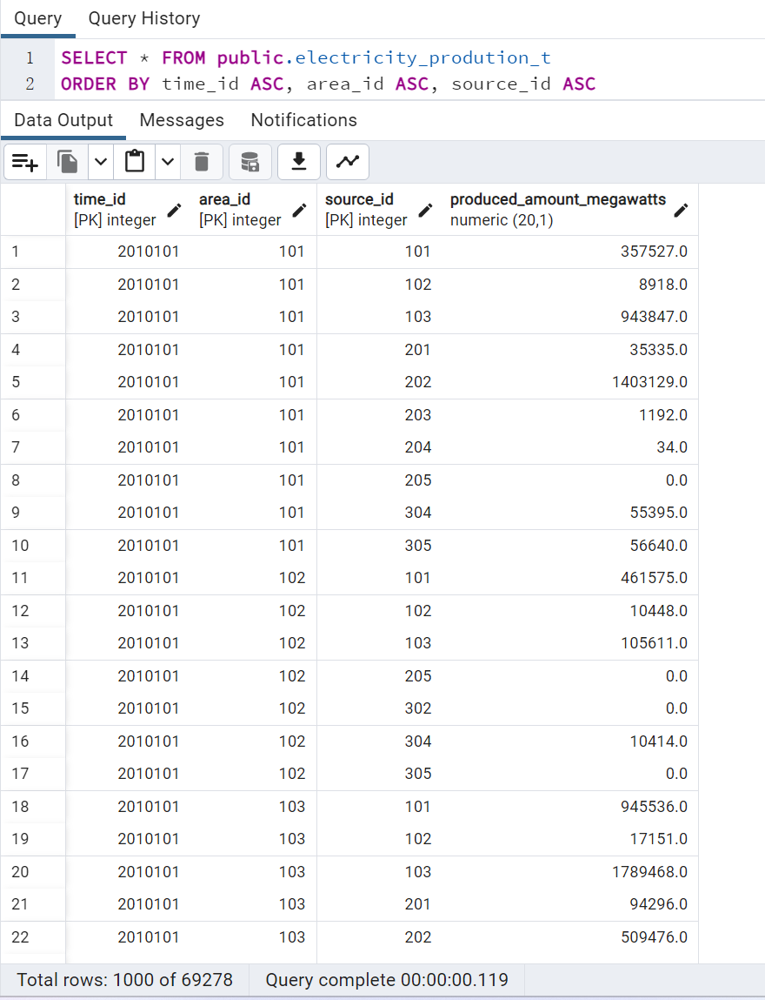 Query Query History
1 SELECT * FROM public.electricity_prodution_t
2 ORDER BY time_id ASC, area_id ASC, source_id ASC
Data Output Messages Notifications
time_id area_id source_id produced_amount_megawatts
[PK] integer [PK] integer [PK] integer numeric (20,1)
1 2010101 101 101 357527.0
2 2010101 101 102 8918.0
3 2010101 101 103 943847.0
4 2010101 101 201 35335.0
5 2010101 101 202 1403129.0
6 2010101 101 203 1192.0
7 2010101 101 204 34.0
8 2010101 101 205 0.0
9 2010101 101 304 55395.0
10 2010101 101 305 56640.0
11 2010101 102 101 461575.0
12 2010101 102 102 10448.0
13 2010101 102 103 105611.0
14 2010101 102 205 0.0
15 2010101 102 302 0.0
16 2010101 102 304 10414.0
17 2010101 102 305 0.0
18 2010101 103 101 945536.0
19 2010101 103 102 17151.0
20 2010101 103 103 1789468.0
21 2010101 103 201 94296.0
22 2010101 103 202 509476.0
Total rows: 1000 of 69278 Query complete 00:00:00.119